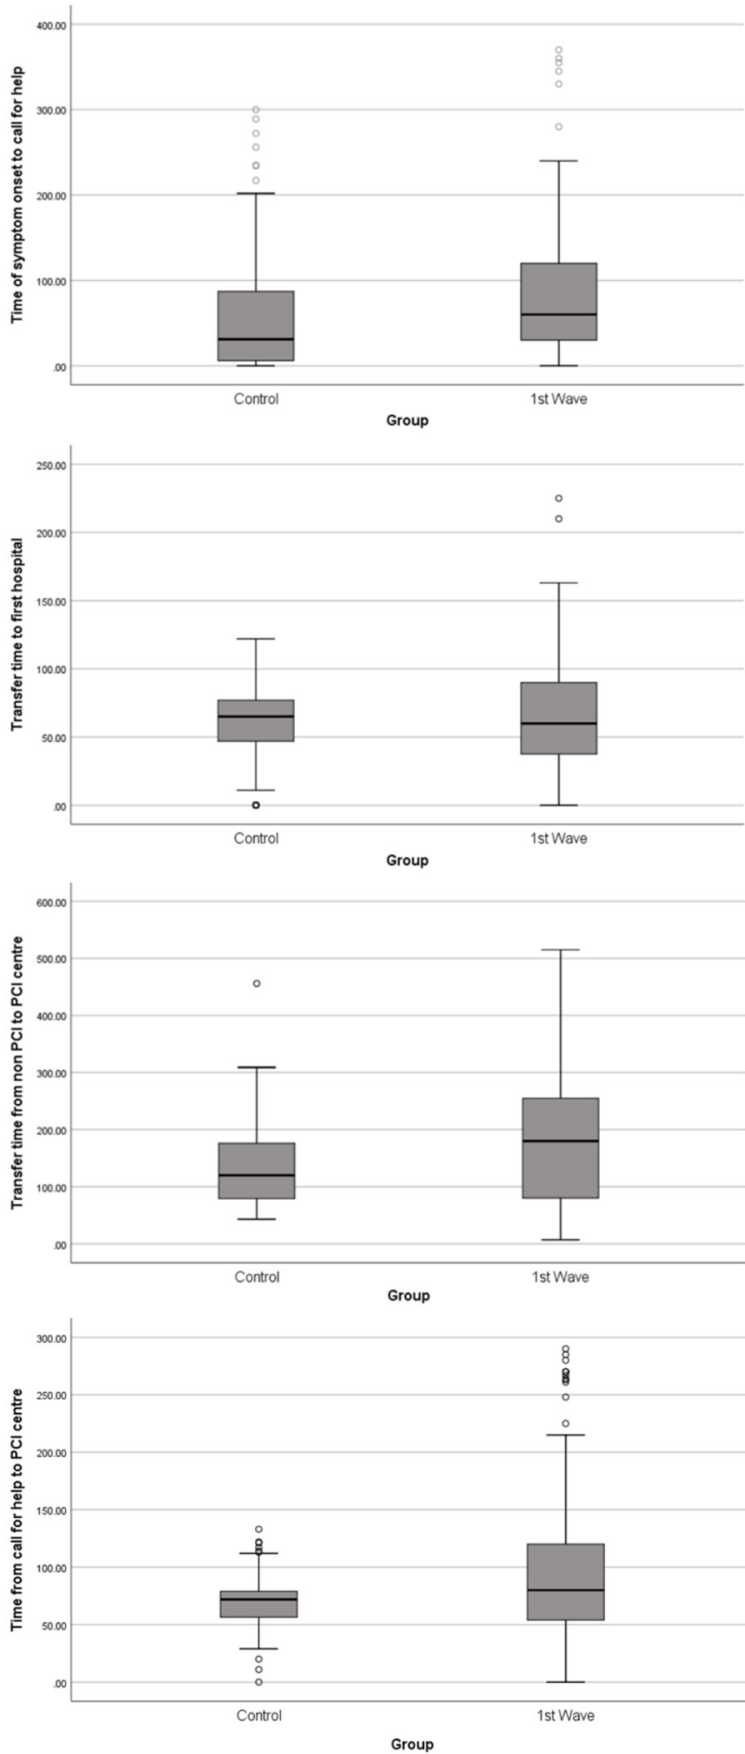 Time of symptom onset to call for help
400.00
300.00
200.00
100.00
.00
Control
1st Wave
Group
Transfer time to first hospital
250.00
200.00
150.00
100.00
50.00
.00
Control
1st Wave
Group
Transfer time from non PCI to PCI centre
600.00
500.00
400.00
300.00
200.00
100.00
.00
Control
1st Wave
Group
Time from call for help to PCI centre
300.00
250.00
200.00
150.00
100.00
50.00
.00
Control
1st Wave
Group